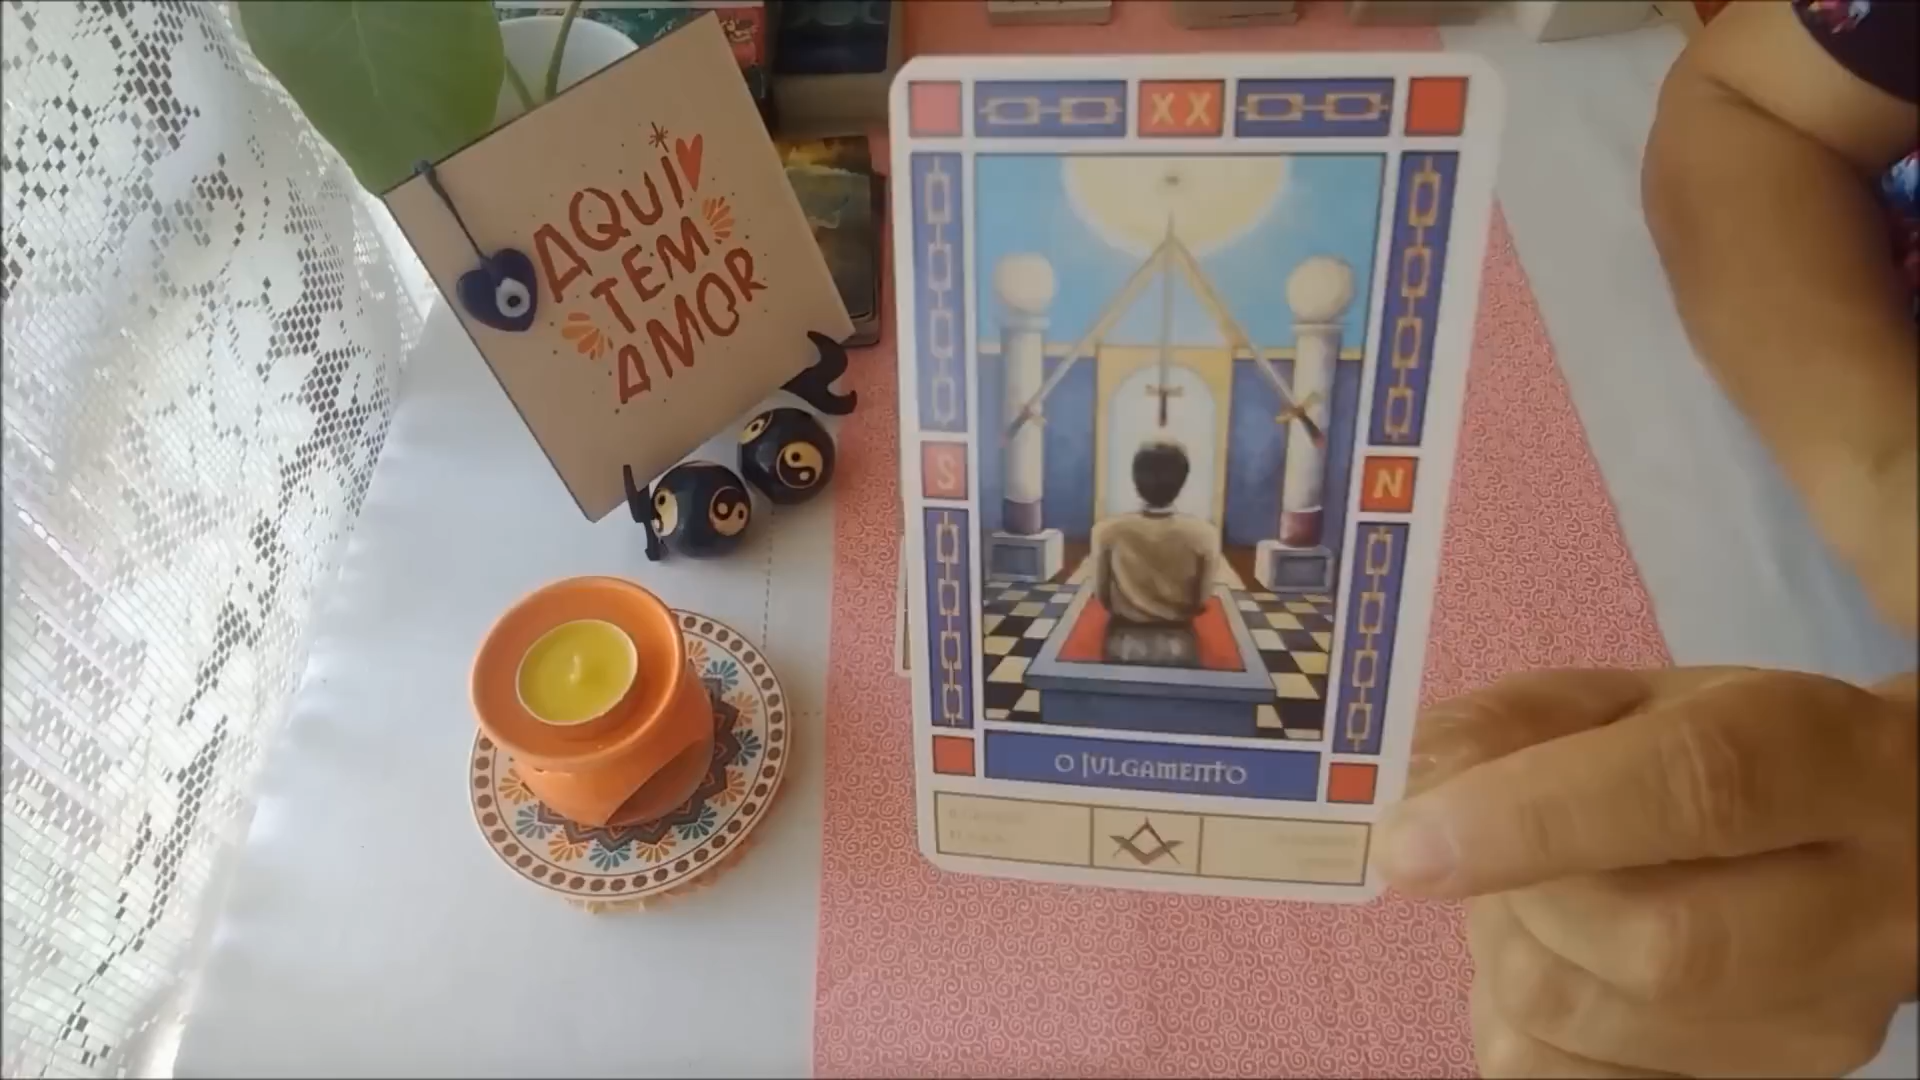 AQUI
TEM
AMOR
XX
S
N
O JULGAMENTO